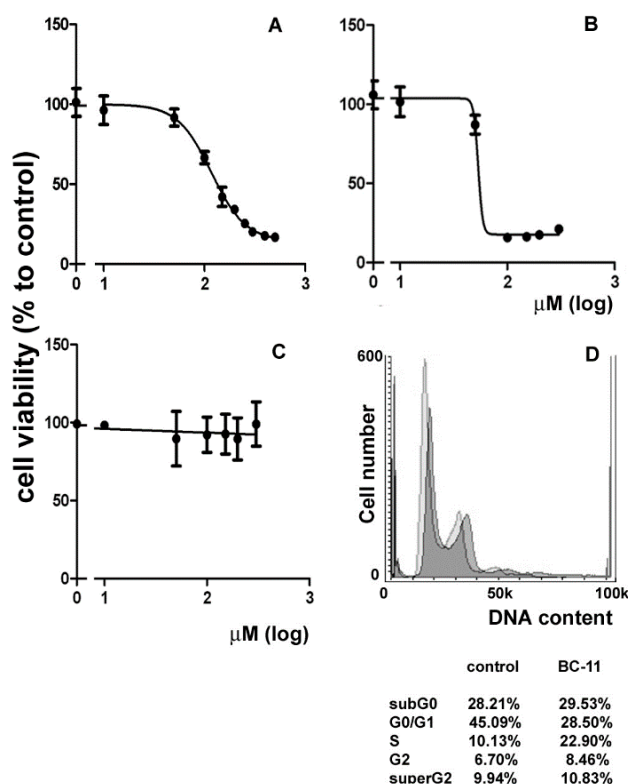 A
150
100
50
0
0 1 2 3
B
150
100
50
0
0 1 2 3
µM (log)
cell viability (% to control)
C
150
100
50
0
0 1 2 3
µM (log)
D
600
Cell number
0
0 50k 100k
DNA content
control BC-11
subG0 28.21% 29.53%
G0/G1 45.09% 28.50%
S 10.13% 22.90%
G2 6.70% 8.46%
superG2 9.94% 10.83%